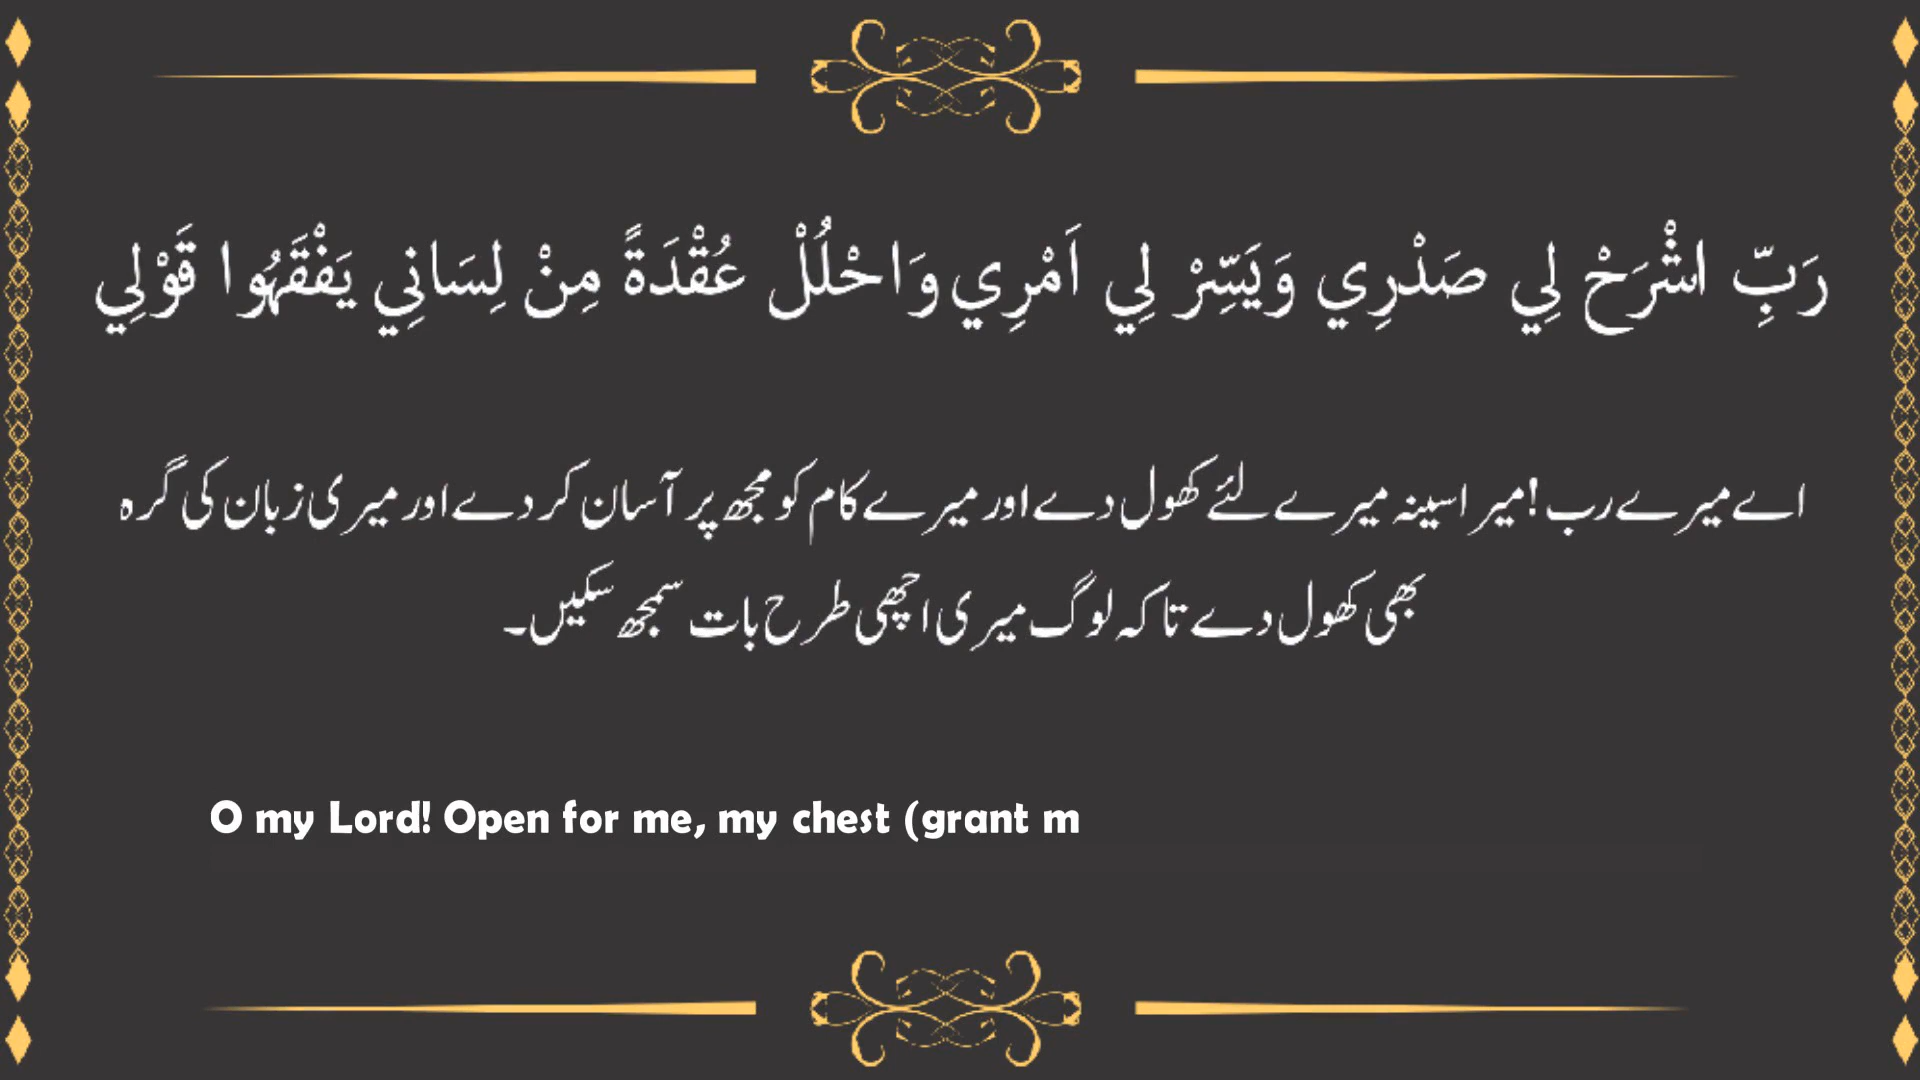 رَبِّ اشْرَحْ لِي صَدْرِي وَيَسِّرْ لِي اَمْرِي وَاحْلُلْ عُقْدَةً مِنْ لِسَانِي يَفْقَهُوا قَوْلِي
اے میرے رب! میرا سینہ میرے لئے کھول دے اور میرے کام کو مجھ پر آسان کر دے اور میری زبان کی گرہ
بھی کھول دے تاکہ لوگ میری اچھی طرح بات سمجھ سکیں۔
O my Lord! Open for me, my chest (grant m